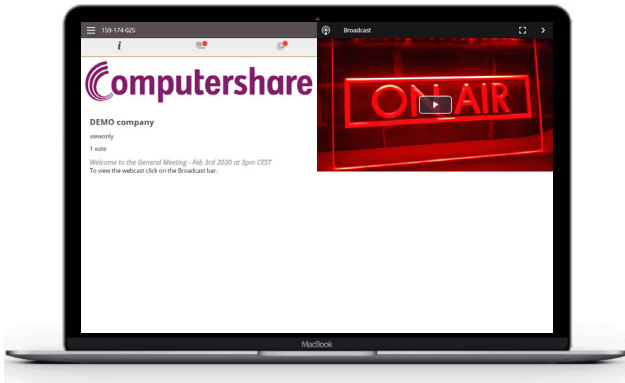 159-174-025
Broadcast
i
Computershare
ON AIR
DEMO company
viewonly
1 vote
Welcome to the General Meeting - Feb 3rd 2020 at 3pm CEST
To view the webcast click on the Broadcast bar.
MacBook